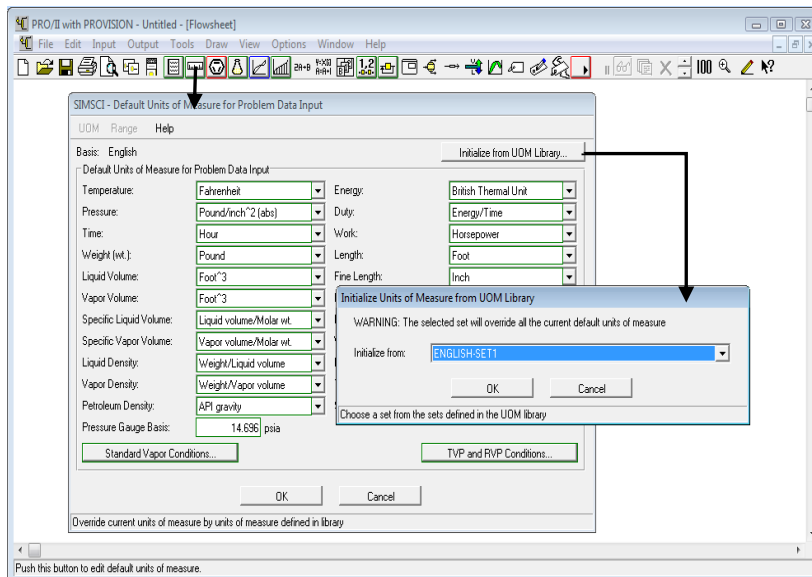 PRO/II with PROVISION - Untitled - [Flowsheet]
File Edit Input Output Tools Draw View Options Window Help
100
SIMSCI - Default Units of Measure for Problem Data Input
UOM Range Help
Basis: English
Initialize from UOM Library...
Default Units of Measure for Problem Data Input
Temperature: Fahrenheit Energy: British Thermal Unit
Pressure: Pound/inch^2 (abs) Duty: Energy/Time
Time: Hour Work: Horsepower
Weight (wt.): Pound Length: Foot
Liquid Volume: Foot^3 Fine Length: Inch
Vapor Volume: Foot^3
Specific Liquid Volume: Liquid volume/Molar wt.
Specific Vapor Volume: Vapor volume/Molar wt.
Liquid Density: Weight/Liquid volume
Vapor Density: Weight/Vapor volume
Petroleum Density: API gravity
Pressure Gauge Basis: 14.696 psia
Standard Vapor Conditions... TVP and RVP Conditions...
OK Cancel
Override current units of measure by units of measure defined in library
Initialize Units of Measure from UOM Library
WARNING: The selected set will override all the current default units of measure
Initialize from: ENGLISH-SET1
OK Cancel
Choose a set from the sets defined in the UOM library
Push this button to edit default units of measure.